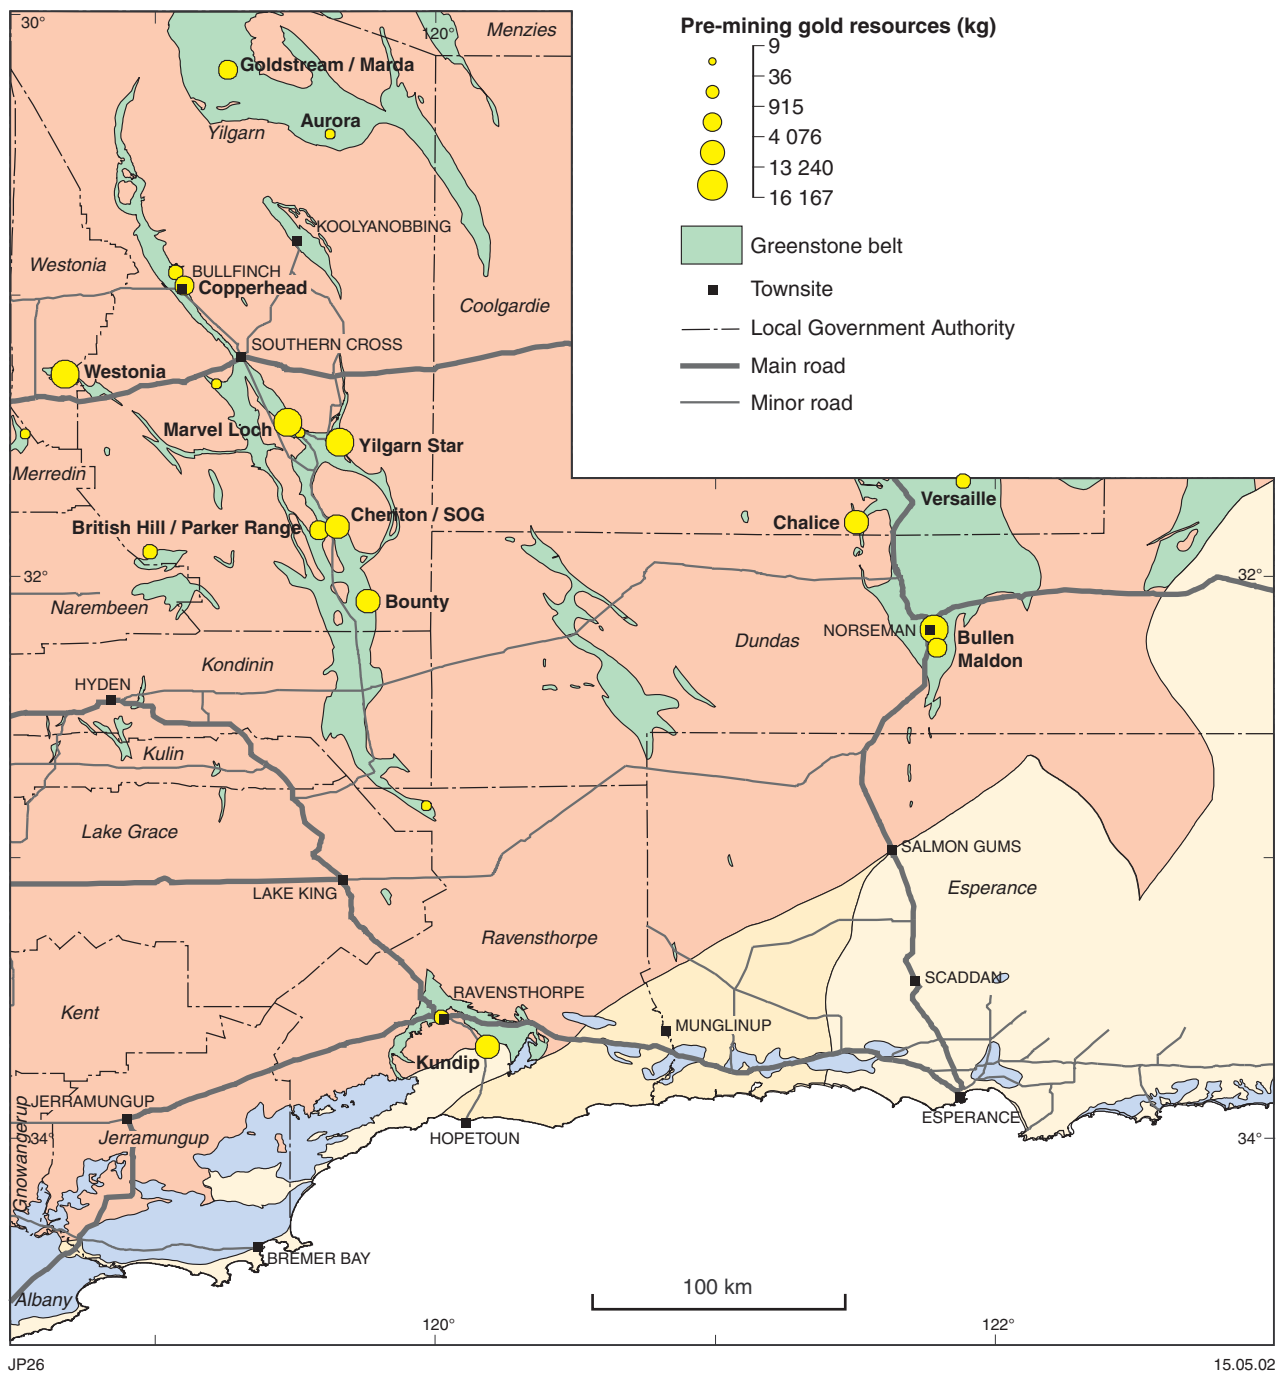 30°
120°
Menzies
Pre-mining gold resources (kg)
9
36
915
4 076
13 240
16 167
Goldstream / Marda
Aurora
Yilgarn
KOOLYANOBBING
Westonia
BULLFINCH
Copperhead
Coolgardie
Greenstone belt
Townsite
Local Government Authority
Main road
Minor road
SOUTHERN CROSS
Westonia
Marvel Loch
Yilgarn Star
Merredin
Versaille
Cheriton / SOG
British Hill / Parker Range
Chalice
32°
32°
Narembeen
Bounty
NORSEMAN
Bullen
Maldon
Dundas
Kondinin
HYDEN
Kulin
Lake Grace
SALMON GUMS
LAKE KING
Esperance
Ravensthorpe
SCADDAN
RAVENSTHORPE
Kent
MUNGLINUP
Kundip
JERRAMUNGUP
ESPERANCE
Jerramungup
HOPETOUN
34°
34°
Gnowangerup
BREMER BAY
100 km
Albany
120°
122°
JP26
15.05.02